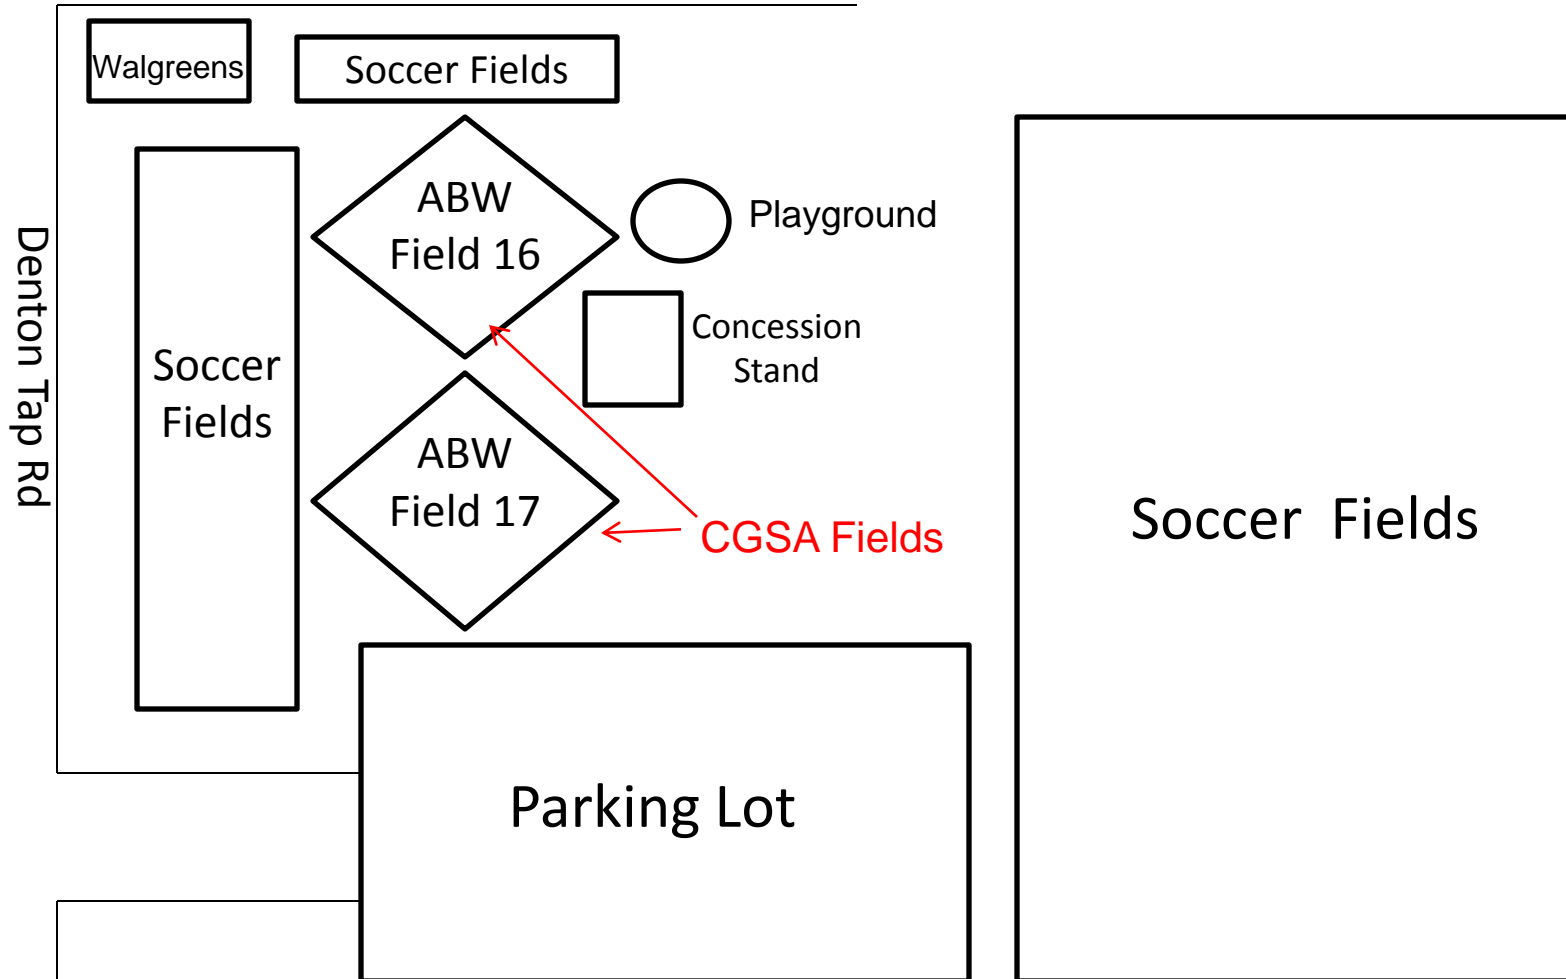 Walgreens
Soccer Fields
ABW
Field 16
Playground
Denton Tap Rd
Concession
Stand
Soccer
Fields
ABW
Field 17
CGSA Fields
Soccer Fields
Parking Lot